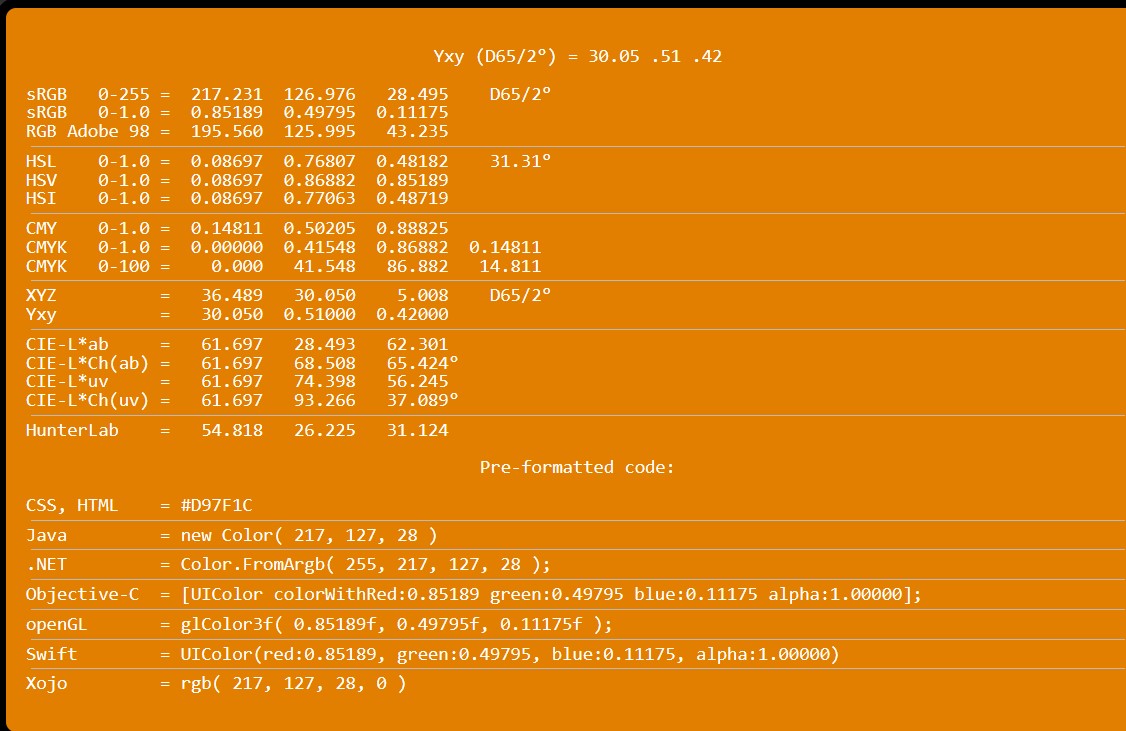 Yxy (D65/2º) = 30.05 .51 .42
sRGB 0-255 = 217.231 126.976 28.495 D65/2º
sRGB 0-1.0 = 0.85189 0.49795 0.11175
RGB Adobe 98 = 195.560 125.995 43.235
HSL 0-1.0 = 0.08697 0.76807 0.48182 31.31º
HSV 0-1.0 = 0.08697 0.86882 0.85189
HSI 0-1.0 = 0.08697 0.77063 0.48719
CMY 0-1.0 = 0.14811 0.50205 0.88825
CMYK 0-1.0 = 0.00000 0.41548 0.86882 0.14811
CMYK 0-100 = 0.000 41.548 86.882 14.811
XYZ = 36.489 30.050 5.008 D65/2º
Yxy = 30.050 0.51000 0.42000
CIE-L*ab = 61.697 28.493 62.301
CIE-L*Ch(ab) = 61.697 68.508 65.424º
CIE-L*uv = 61.697 74.398 56.245
CIE-L*Ch(uv) = 61.697 93.266 37.089º
HunterLab = 54.818 26.225 31.124
Pre-formatted code:
CSS, HTML = #D97F1C
Java = new Color( 217, 127, 28 )
.NET = Color.FromArgb( 255, 217, 127, 28 );
Objective-C = [UIColor colorWithRed:0.85189 green:0.49795 blue:0.11175 alpha:1.00000];
openGL = glColor3f( 0.85189f, 0.49795f, 0.11175f );
Swift = UIColor(red:0.85189, green:0.49795, blue:0.11175, alpha:1.00000)
Xojo = rgb( 217, 127, 28, 0 )